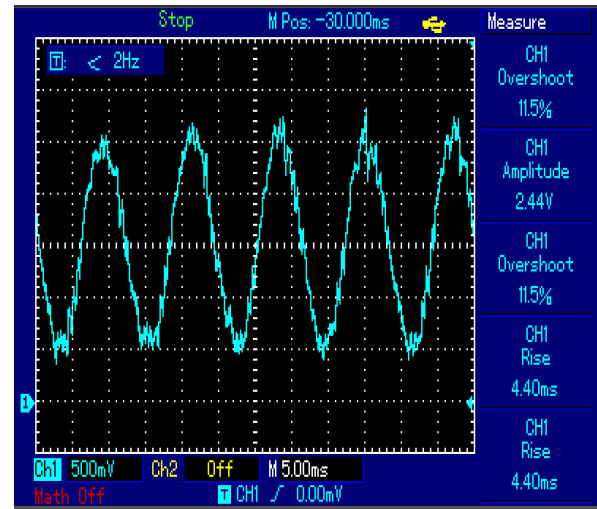 Stop M Pos: -30.000ms Measure
T: < 2Hz
CH1
Overshoot
11.5%
CH1
Amplitude
2.44V
CH1
Overshoot
11.5%
CH1
Rise
4.40ms
CH1
Rise
4.40ms
1
Ch1 500mV Ch2 Off M 5.00ms
Math Off T CH1 0.00mV